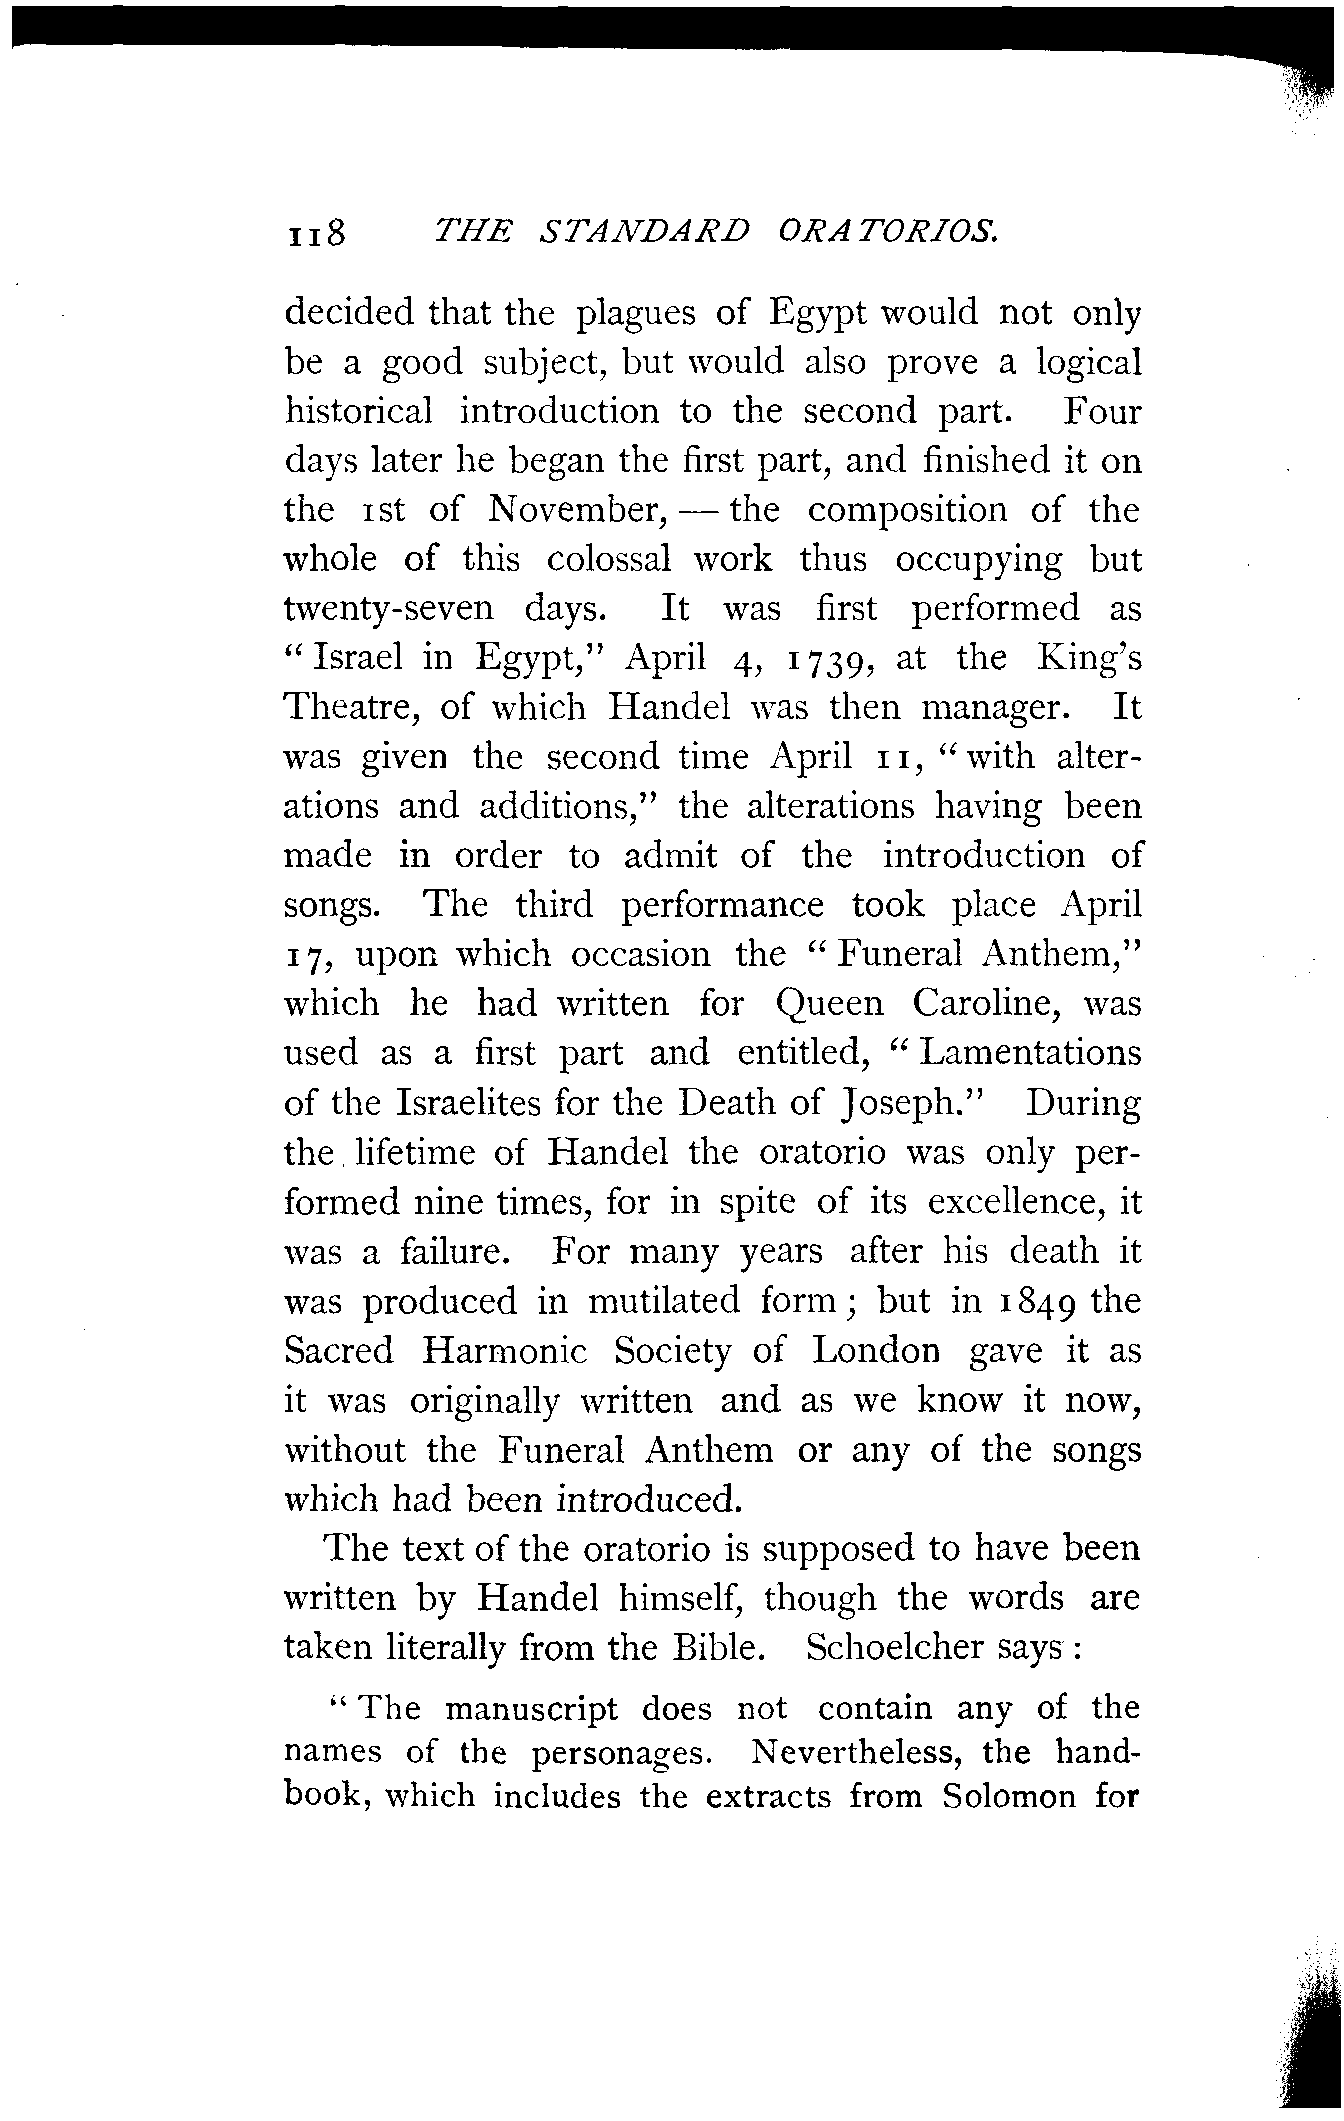 118 THE STANDARD ORATORIOS.
decided that the plagues of Egypt would not only
be a good subject, but would also prove a logical
historical introduction to the second part. Four
days later he began the first part, and finished it on
the 1st of November, — the composition of the
whole of this colossal work thus occupying but
twenty-seven days. It was first performed as
“ Israel in Egypt,” April 4, 1739, at the King’s
Theatre, of which Handel was then manager. It
was given the second time April 11, “ with alter-
ations and additions,” the alterations having been
made in order to admit of the introduction of
songs. The third performance took place April
17, upon which occasion the “ Funeral Anthem,”
which he had written for Queen Caroline, was
used as a first part and entitled, “ Lamentations
of the Israelites for the Death of Joseph.” During
the lifetime of Handel the oratorio was only per-
formed nine times, for in spite of its excellence, it
was a failure. For many years after his death it
was produced in mutilated form ; but in 1849 the
Sacred Harmonic Society of London gave it as
it was originally written and as we know it now,
without the Funeral Anthem or any of the songs
which had been introduced.
The text of the oratorio is supposed to have been
written by Handel himself, though the words are
taken literally from the Bible. Schoelcher says :
“ The manuscript does not contain any of the
names of the personages. Nevertheless, the hand-
book, which includes the extracts from Solomon for